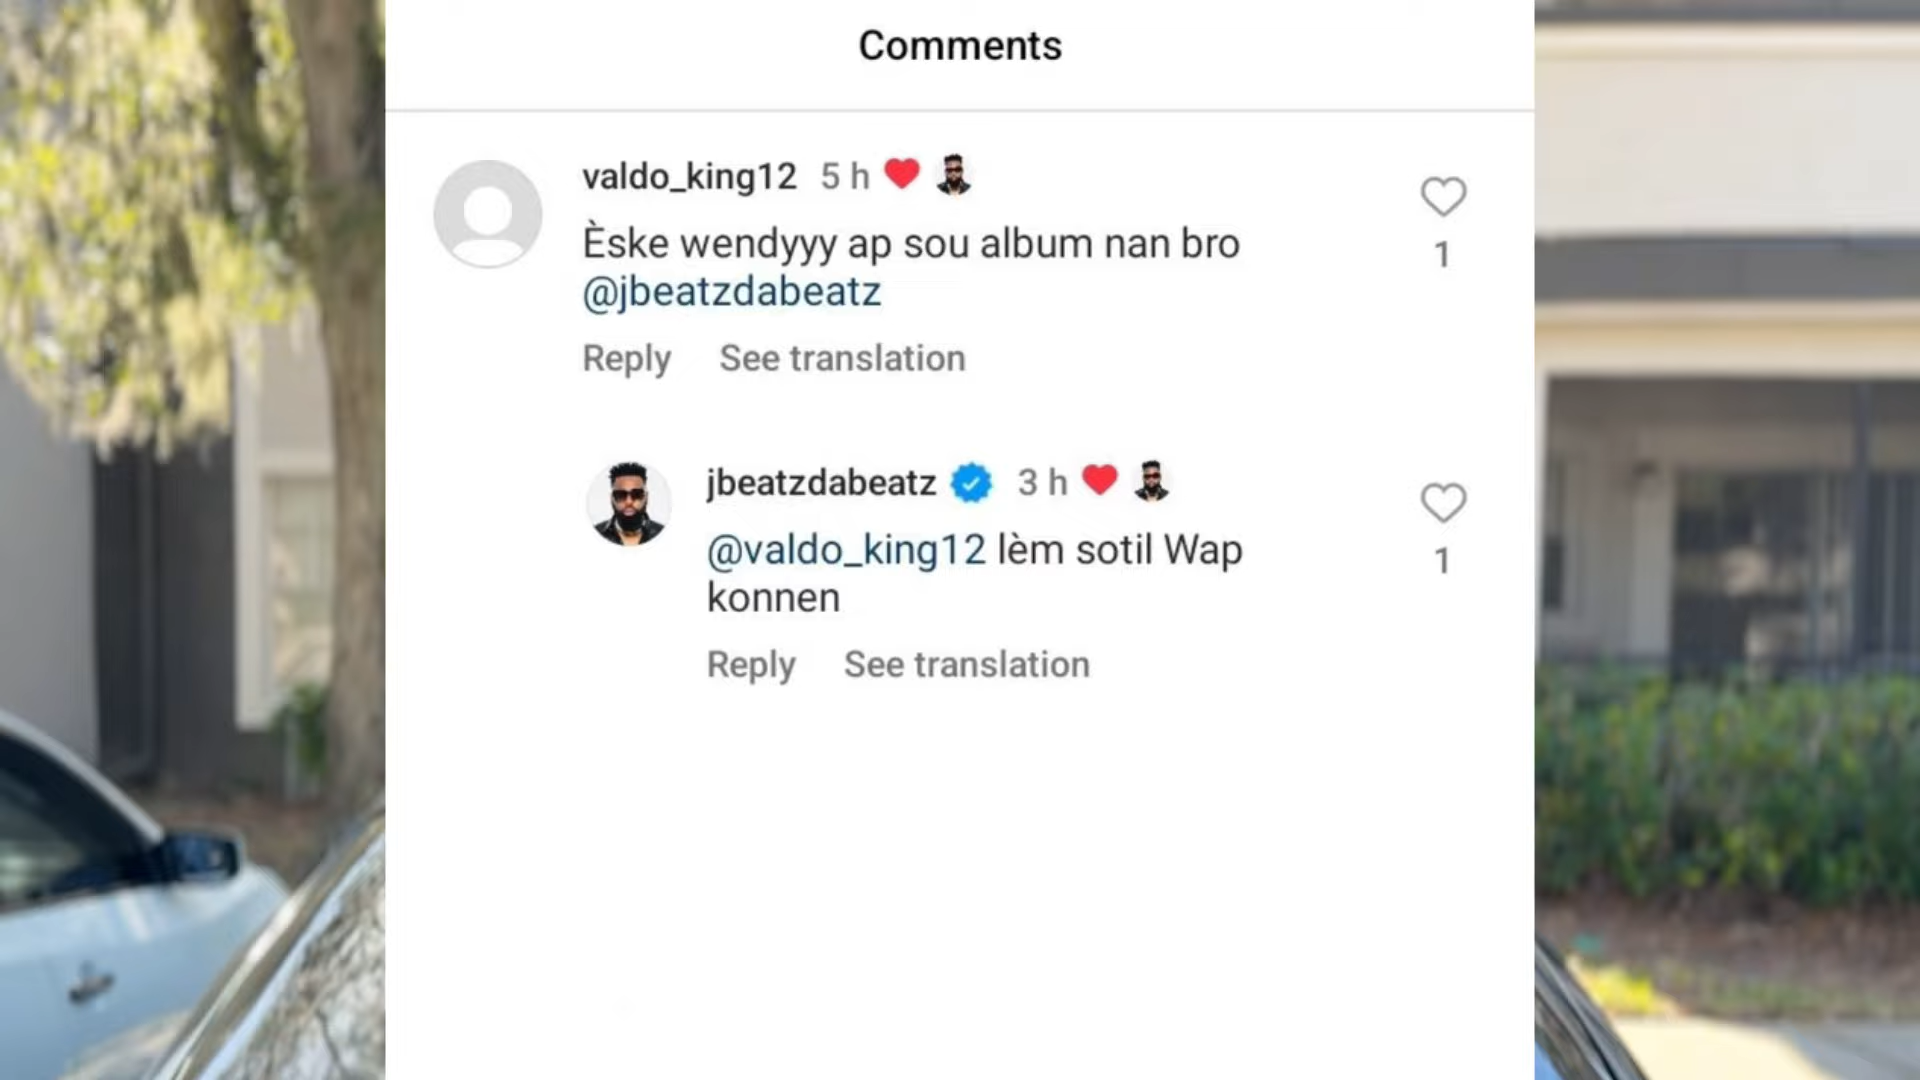 Comments
valdo_king12 5 h
Èske wendyyy ap sou album nan bro
@jbeatzdabeatz
Reply See translation
1
jbeatzdabeatz 3 h
@valdo_king12 lèm sotil Wap
konnen
Reply See translation
1